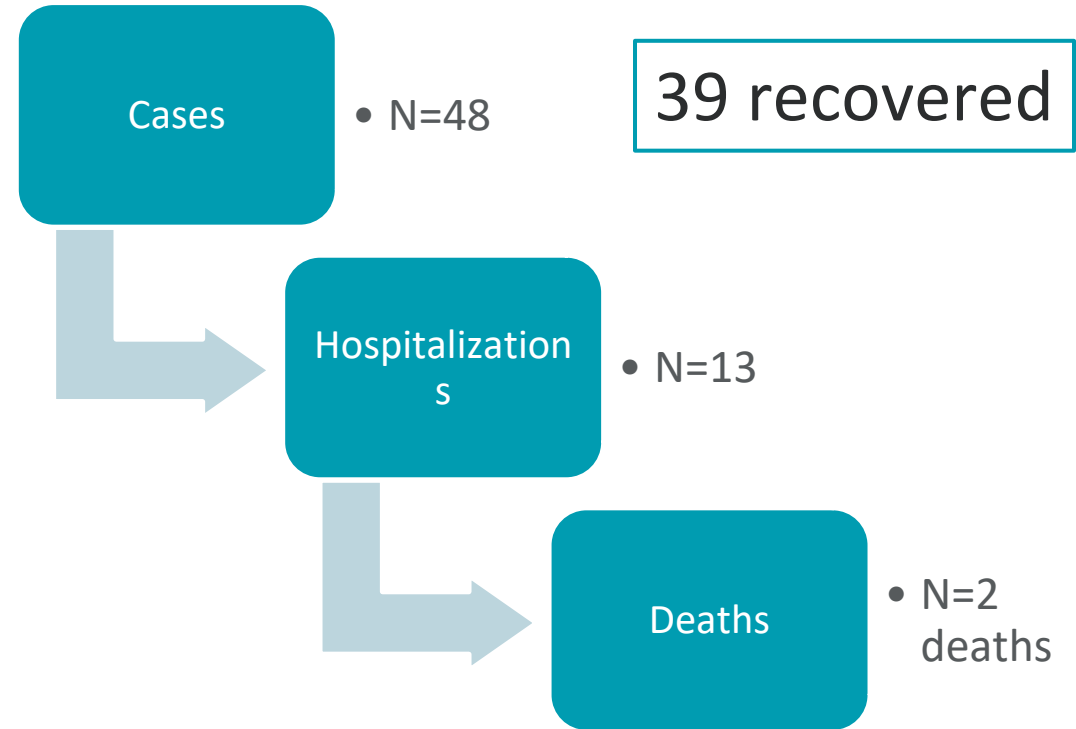 Cases
• N=48
39 recovered
Hospitalization
s
• N=13
Deaths
• N=2
deaths